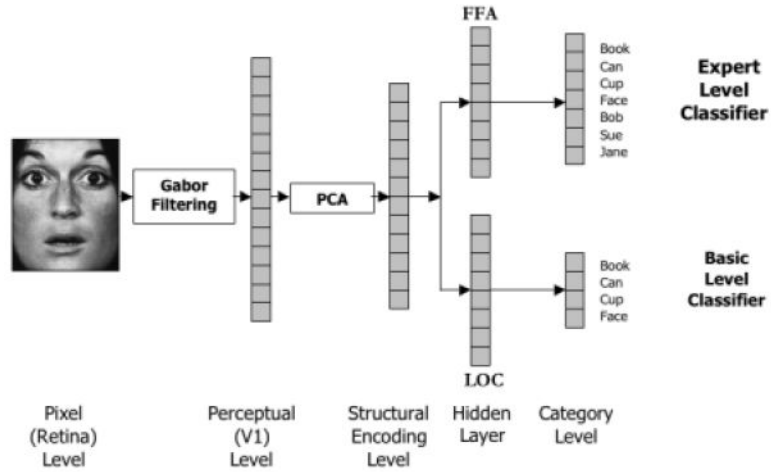 FFA
Book
Can
Cup
Face
Bob
Sue
Jane
Expert
Level
Classifier
Gabor
Filtering
PCA
Book
Can
Cup
Face
Basic
Level
Classifier
LOC
Pixel
(Retina)
Level
Perceptual
(V1)
Level
Structural
Encoding
Level
Hidden
Layer
Category
Level